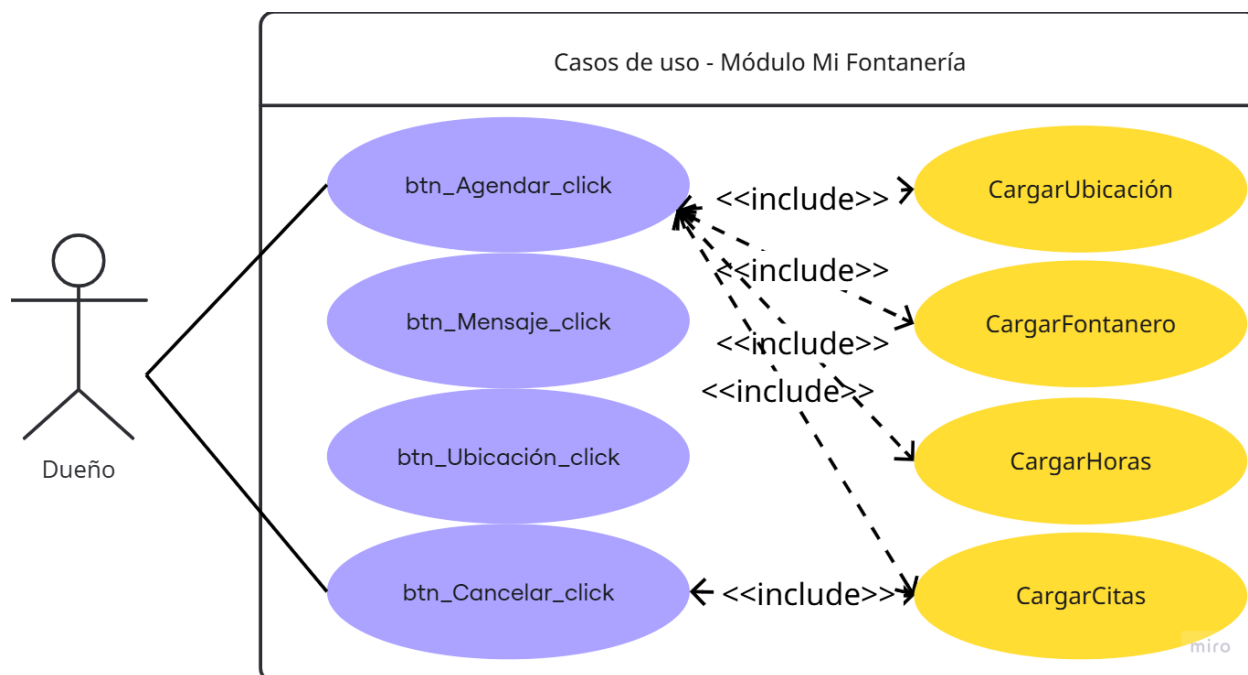 Casos de uso - Módulo Mi Fontanería
btn_Agendar_click
<<include>>
CargarUbicación
<<include>>
btn_Mensaje_click
CargarFontanero
<<include>>
<<include>>
btn_Ubicación_click
CargarHoras
Dueño
btn_Cancelar_click
<<include>>
CargarCitas
miro